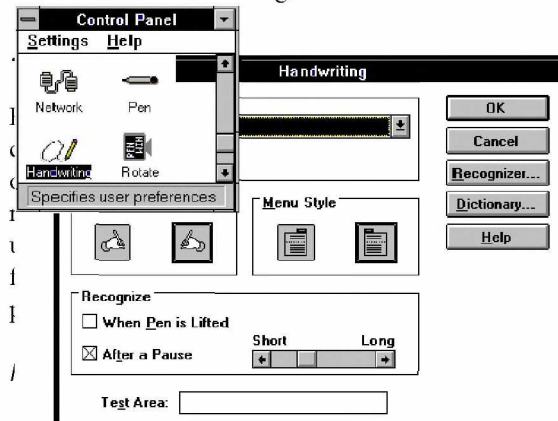 Control Panel
Settings Help
Network Pen
Handwriting Rotate
Specifies user preferences
Handwriting
OK
Cancel
Recognizer...
Dictionary...
Help
Menu Style
Recognize
When Pen is Lifted
After a Pause
Short Long
Test Area: